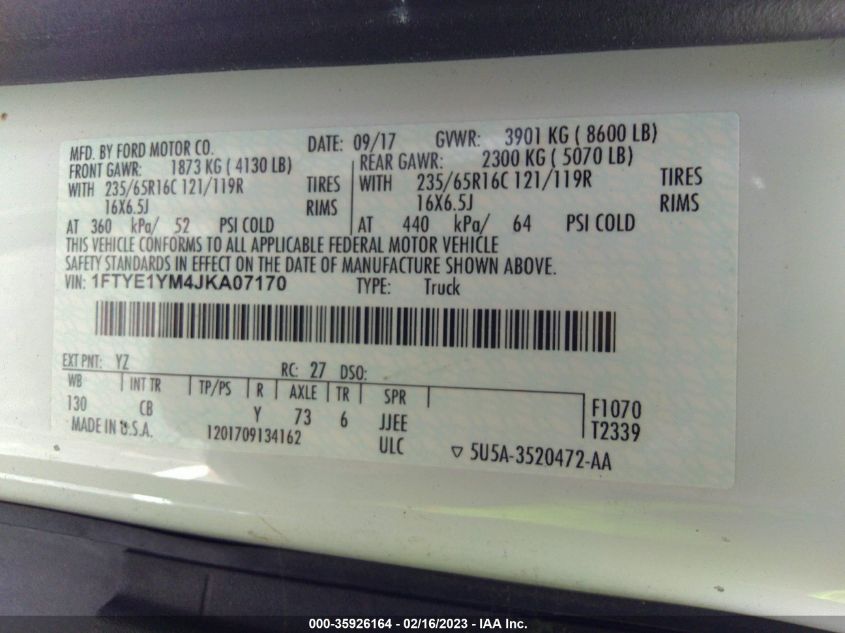 MFD. BY FORD MOTOR CO. DATE: 09/17 GVWR: 3901 KG ( 8600 LB)
FRONT GAWR: 1873 KG ( 4130 LB) REAR GAWR: 2300 KG ( 5070 LB)
WITH 235/65R16C 121/119R TIRES WITH 235/65R16C 121/119R TIRES
16X6.5J RIMS 16X6.5J RIMS
AT 360 kPa/ 52 PSI COLD AT 440 kPa/ 64 PSI COLD
THIS VEHICLE CONFORMS TO ALL APPLICABLE FEDERAL MOTOR VEHICLE
SAFETY STANDARDS IN EFFECT ON THE DATE OF MANUFACTURE SHOWN ABOVE.
VIN: 1FTYE1YM4JKA07170 TYPE: Truck
EXT PNT: YZ RC: 27 DSO:
WB INT TR TP/PS R AXLE TR SPR
130 CB Y 73 6 JJEE F1070
MADE IN U.S.A. 1201709134162 ULC T2339
5U5A-3520472-AA
000-35926164 - 02/16/2023 - IAA Inc.